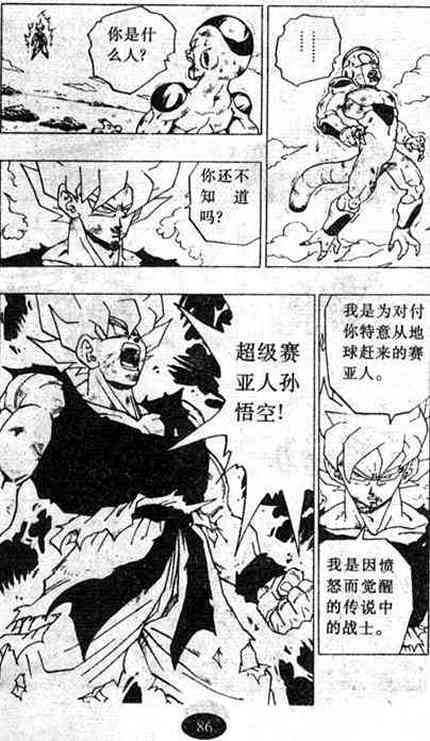 …………
你是什
么人？
你还不
知道
吗？
我是为对付
你特意从地
球赶来的赛
亚人。
我是因愤
怒而觉醒
的传说中
的战士。
超级赛
亚人孙
悟空！
86